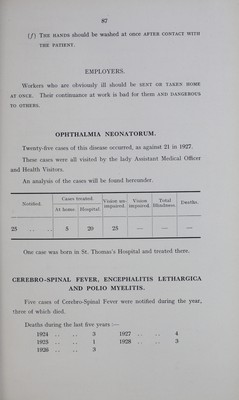 87
(f) THE HANDS should be washed at once AFTER CONTACT WITH
THE PATIENT.
EMPLOYERS.
Workers who are obviously ill should be SENT OR TAKEN HOME
AT ONCE. Their continuance at work is bad for them AND DANGEROUS
TO OTHERS.
OPHTHALMIA NEONATORUM.
Twenty-five cases of this disease occurred, as against 21 in 1927.
These cases were all visited by the lady Assistant Medical Officer
and Health Visitors.
An analysis of the cases will be found hereunder.
Notified. Cases treated. Vision un-impaired. Vision impaired. Total Blindness. Deaths.
At home Hospital.
25 ... ... 5 20 25 — — —
One case was born in St. Thomas's Hospital and treated there.
CEREBRO-SPINAL FEVER, ENCEPHALITIS LETHARGICA
AND POLIO MYELITIS.
Five cases of Cerebro-Spinal Fever were notified during the year,
three of which died.
Deaths during the last five years :—
1924 .. .. 3 1927 .. .. 4
1925 .. .. 1 1928 .. .. 3
1926 .. .. 3